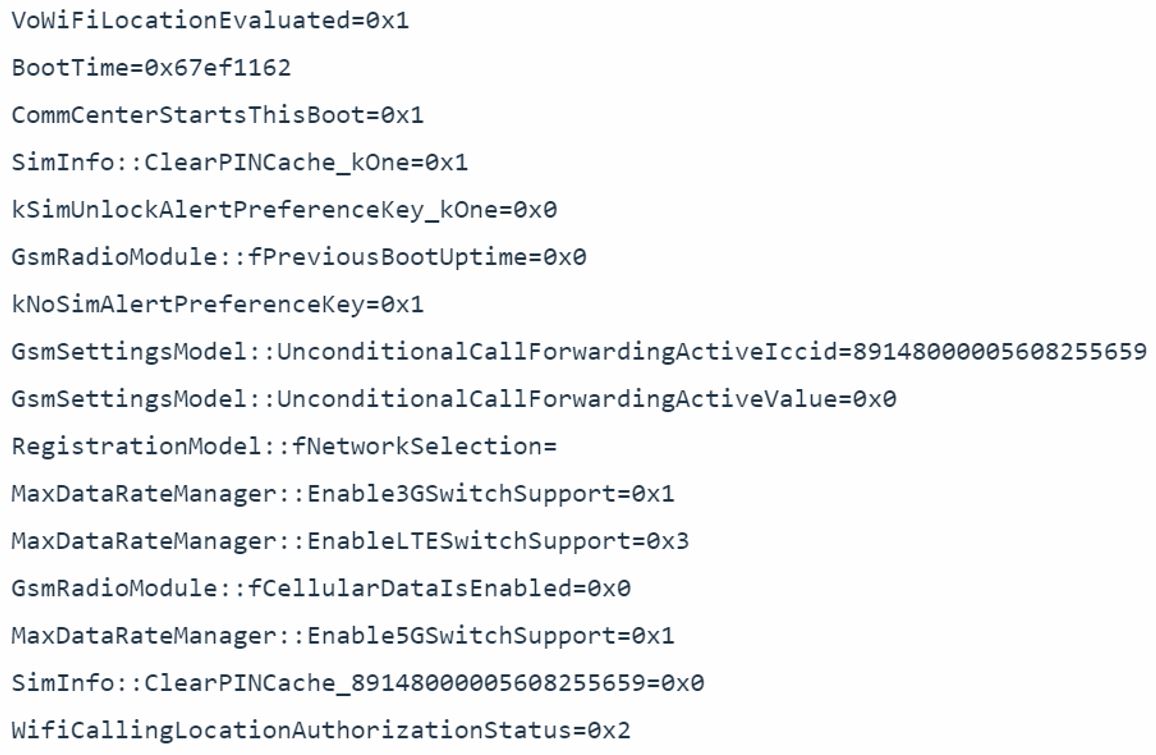 VoWiFiLocationEvaluated=0x1
BootTime=0x67ef1162
CommCenterStartsThisBoot=0x1
SimInfo::ClearPINCache_kOne=0x1
kSimUnlockAlertPreferenceKey_kOne=0x0
GsmRadioModule::fPreviousBootUptime=0x0
kNoSimAlertPreferenceKey=0x1
GsmSettingsModel::UnconditionalCallForwardingActiveIccid=89148000005608255659
GsmSettingsModel::UnconditionalCallForwardingActiveValue=0x0
RegistrationModel::fNetworkSelection=
MaxDataRateManager::Enable3GSwitchSupport=0x1
MaxDataRateManager::EnableLTESwitchSupport=0x3
GsmRadioModule::fCellularDataIsEnabled=0x0
MaxDataRateManager::Enable5GSwitchSupport=0x1
SimInfo::ClearPINCache_89148000005608255659=0x0
WifiCallingLocationAuthorizationStatus=0x2